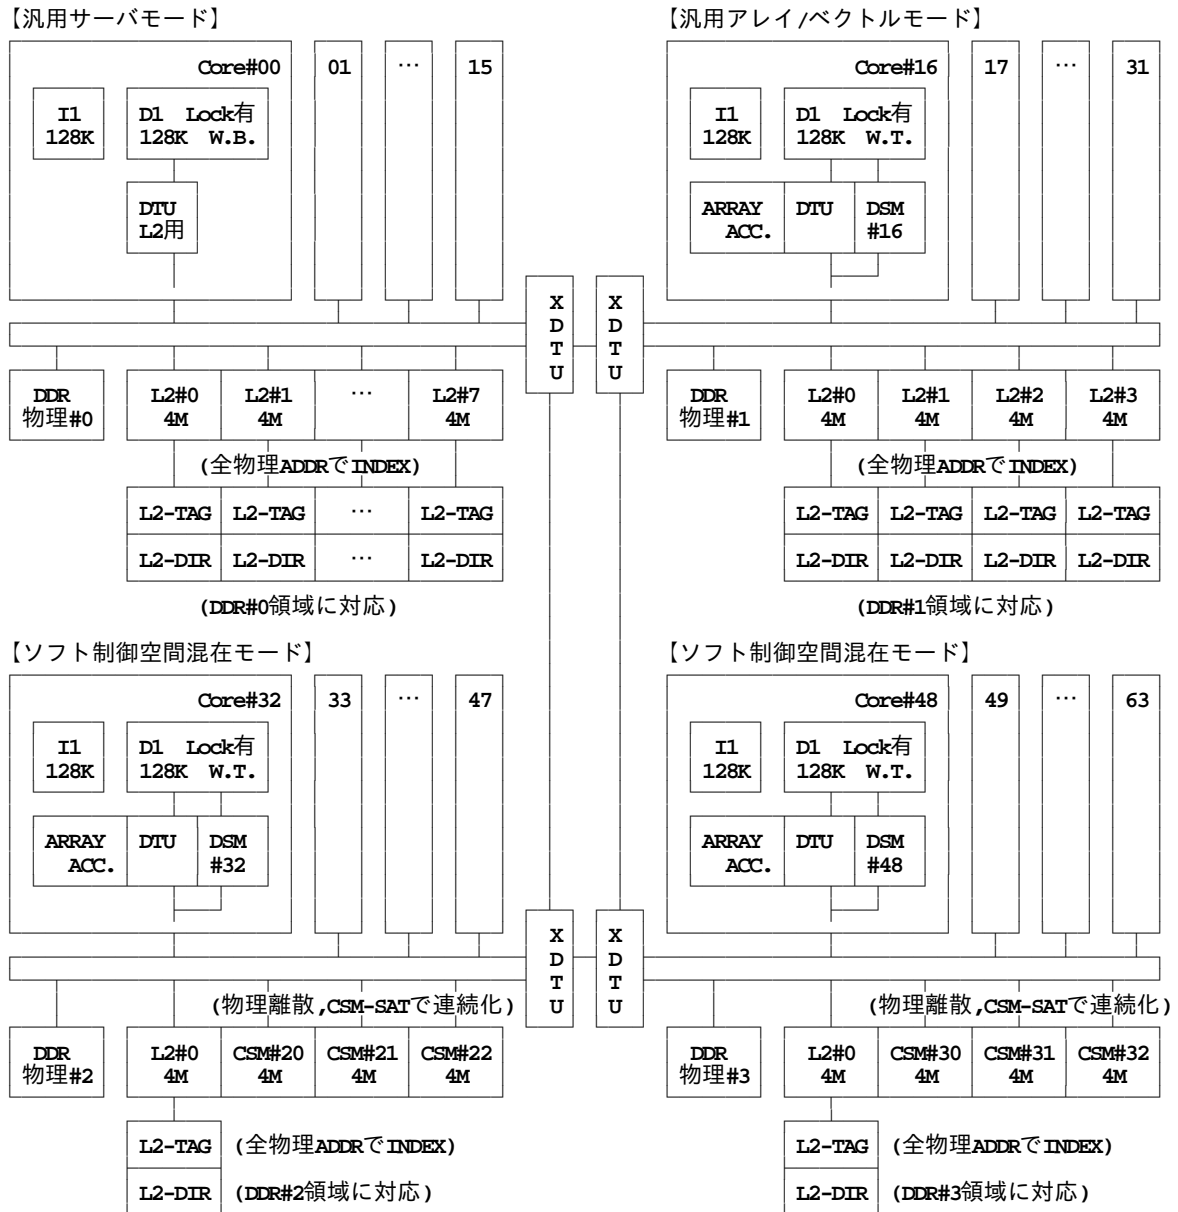 【汎用サーバモード】
Core#00 01 … 15
I1 D1 Lock有
128K 128K W.B.
DTU
L2用
【汎用アレイ/ベクトルモード】
Core#16 17 … 31
I1 D1 Lock有
128K 128K W.T.
ARRAY DTU DSM
ACC. #16
XDTU
XDTU
DDR L2#0 L2#1 … L2#7
物理#0 4M 4M 4M
(全物理ADDRでINDEX)
L2-TAG L2-TAG … L2-TAG
L2-DIR L2-DIR … L2-DIR
(DDR#0領域に対応)
DDR L2#0 L2#1 L2#2 L2#3
物理#1 4M 4M 4M 4M
(全物理ADDRでINDEX)
L2-TAG L2-TAG L2-TAG L2-TAG
L2-DIR L2-DIR L2-DIR L2-DIR
(DDR#1領域に対応)
【ソフト制御空間混在モード】
Core#32 33 … 47
I1 D1 Lock有
128K 128K W.T.
ARRAY DTU DSM
ACC. #32
【ソフト制御空間混在モード】
Core#48 49 … 63
I1 D1 Lock有
128K 128K W.T.
ARRAY DTU DSM
ACC. #48
XDTU
XDTU
(物理離散,CSM-SATで連続化)
DDR L2#0 CSM#20 CSM#21 CSM#22
物理#2 4M 4M 4M 4M
L2-TAG (全物理ADDRでINDEX)
L2-DIR (DDR#2領域に対応)
(物理離散,CSM-SATで連続化)
DDR L2#0 CSM#30 CSM#31 CSM#32
物理#3 4M 4M 4M 4M
L2-TAG (全物理ADDRでINDEX)
L2-DIR (DDR#3領域に対応)